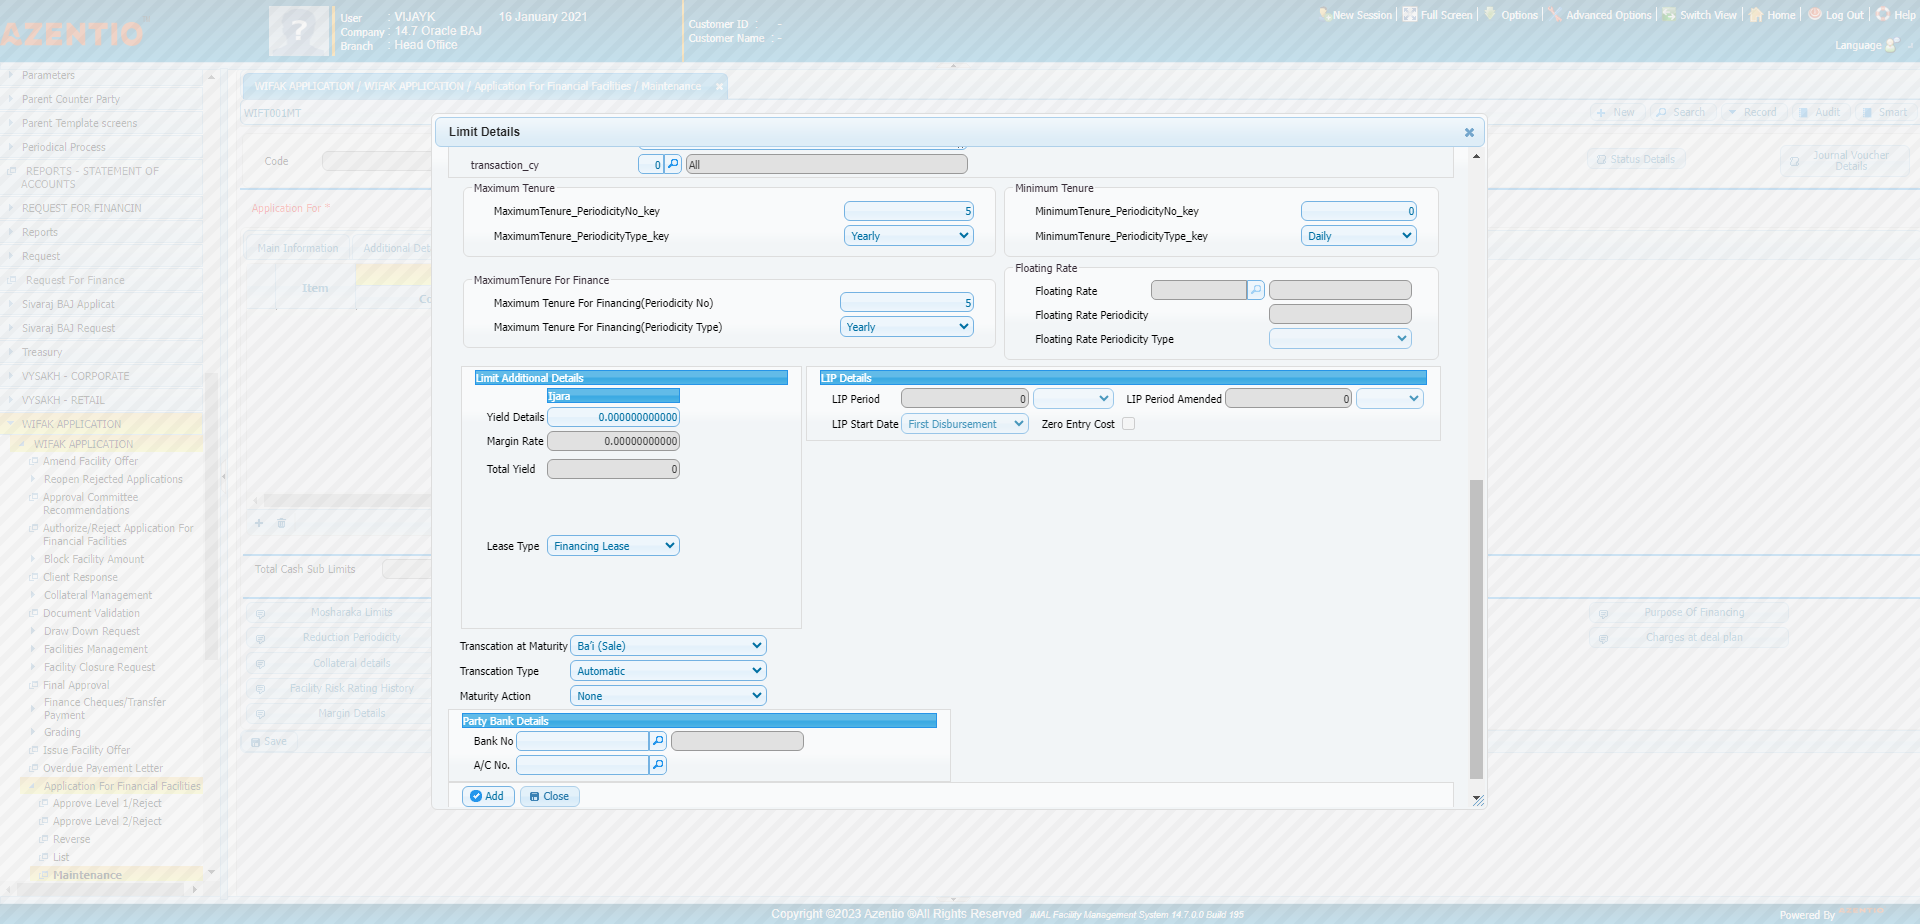 AZENTIO
User : VIJAYK 16 January 2021
Company : 14.7 Oracle BAJ
Branch : Head Office
Customer ID : -
Customer Name : -
New Session Full Screen Options Advanced Options Switch View Home Log Out Help
Language
Parameters
Parent Counter Party
Parent Template screens
Periodical Process
REPORTS - STATEMENT OF
ACCOUNTS
REQUEST FOR FINANCIN
Reports
Request
Request For Finance
Sivaraj BAJ Applicat
Sivaraj BAJ Request
Treasury
VYSAKH - CORPORATE
VYSAKH - RETAIL
WIFAK APPLICATION
WIFAK APPLICATION
Amend Facility Offer
Reopen Rejected Applications
Approval Committee
Recommendations
Authorize/Reject Application For
Financial Facilities
Block Facility Amount
Client Response
Collateral Management
Document Validation
Draw Down Request
Facilities Management
Facility Closure Request
Final Approval
Finance Cheques/Transfer
Payment
Grading
Issue Facility Offer
Overdue Payement Letter
Application For Financial Facilities
Approve Level 1/Reject
Approve Level 2/Reject
Reverse
List
Maintenance
WIFAK APPLICATION / WIFAK APPLICATION / Application For Financial Facilities / Maintenance
WIFT001MT
New Search Record Audit Smart
Code
Status Details
Journal Voucher
Details
Application For *
Main Information Additional Det
Item
Co
Total Cash Sub Limits
Mosharaka Limits
Reduction Periodicity
Collateral details
Facility Risk Rating History
Margin Details
Save
Purpose Of Financing
Charges at deal plan
Limit Details
transaction_cy 0 All
Maximum Tenure
MaximumTenure_PeriodicityNo_key 5
MaximumTenure_PeriodicityType_key Yearly
Minimum Tenure
MinimumTenure_PeriodicityNo_key 0
MinimumTenure_PeriodicityType_key Daily
MaximumTenure For Finance
Maximum Tenure For Financing(Periodicity No) 5
Maximum Tenure For Financing(Periodicity Type) Yearly
Floating Rate
Floating Rate
Floating Rate Periodicity
Floating Rate Periodicity Type
Limit Additional Details
Ijara
Yield Details 0.000000000000
Margin Rate 0.00000000000
Total Yield 0
Lease Type Financing Lease
LIP Details
LIP Period 0 LIP Period Amended 0
LIP Start Date First Disbursement Zero Entry Cost
Transcation at Maturity Ba'i (Sale)
Transcation Type Automatic
Maturity Action None
Party Bank Details
Bank No
A/C No.
Add Close
Copyright ©2023 Azentio ®All Rights Reserved iMAL Facility Management System 14.7.0.0 Build 195
Powered By